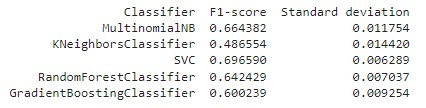 Classifier F1-score Standard deviation
MultinomialNB 0.664382 0.011754
KNeighborsClassifier 0.486554 0.014420
SVC 0.696590 0.006289
RandomForestClassifier 0.642429 0.007037
GradientBoostingClassifier 0.600239 0.009254